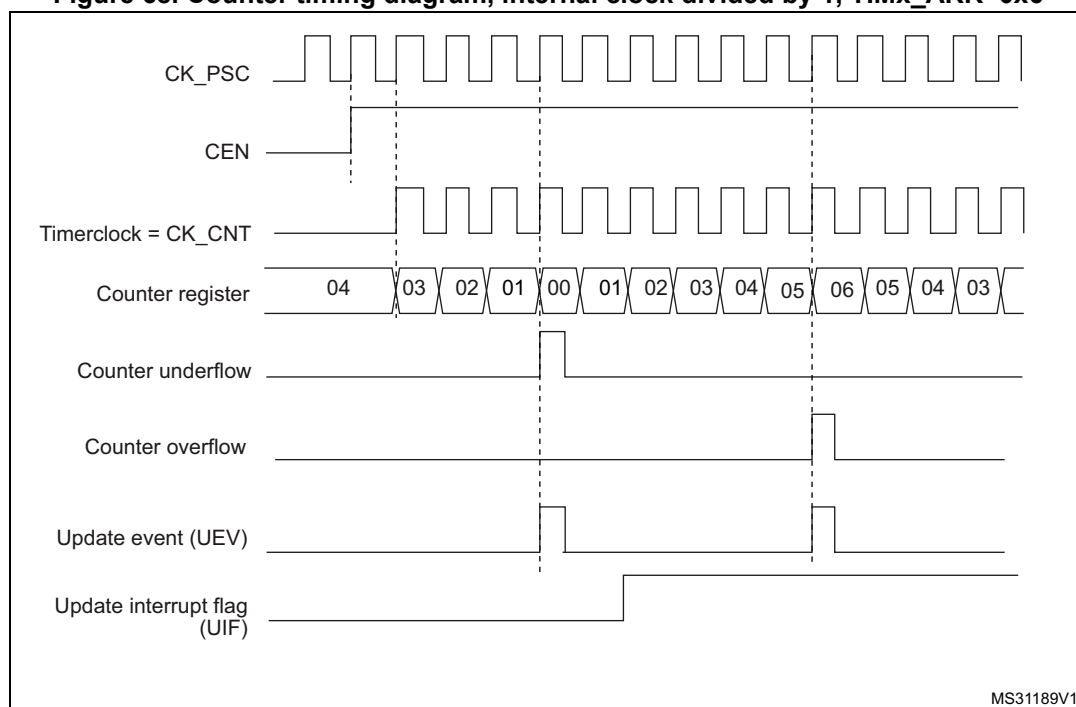 CK_PSC
CEN
Timerclock = CK_CNT
Counter register
04 03 02 01 00 01 02 03 04 05 06 05 04 03
Counter underflow
Counter overflow
Update event (UEV)
Update interrupt flag
(UIF)
MS31189V1